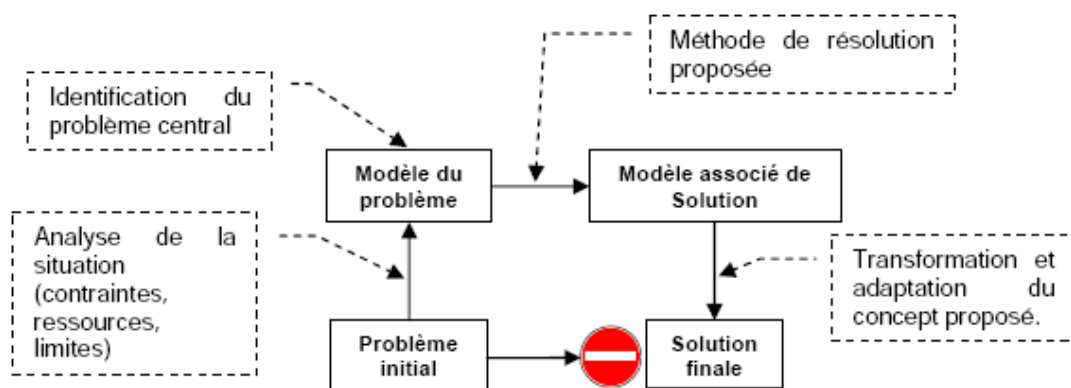 Méthode de résolution
proposée
Identification du
problème central
Modèle du
problème
Modèle associé de
Solution
Analyse de la
situation
(contraintes,
ressources,
limites)
Transformation et
adaptation du
concept proposé.
Problème
initial
Solution
finale